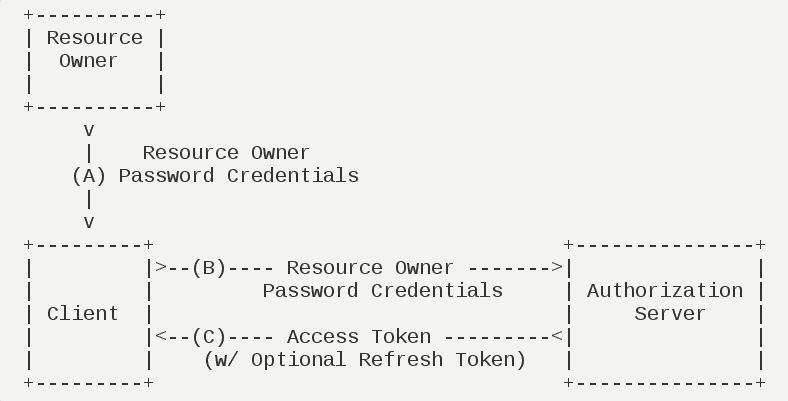 +----------+
| Resource |
|  Owner   |
|          |
+----------+
     v
     |    Resource Owner
    (A) Password Credentials
     |
     v
+---------+                                  +---------------+
|         |>--(B)---- Resource Owner ------->|               |
|         |         Password Credentials     | Authorization |
| Client  |                                  |     Server    |
|         |<--(C)---- Access Token ---------<|               |
|         |    (w/ Optional Refresh Token)   |               |
+---------+                                  +---------------+